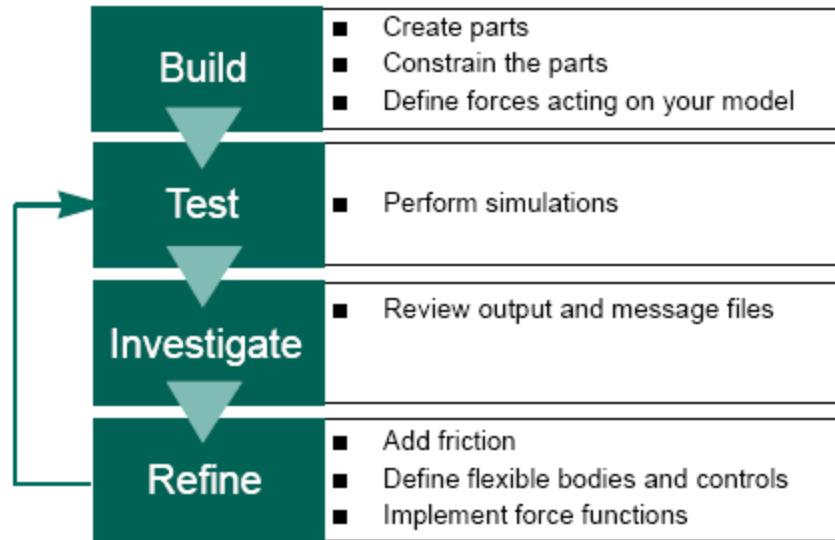 Build
■ Create parts
■ Constrain the parts
■ Define forces acting on your model
Test
■ Perform simulations
Investigate
■ Review output and message files
Refine
■ Add friction
■ Define flexible bodies and controls
■ Implement force functions